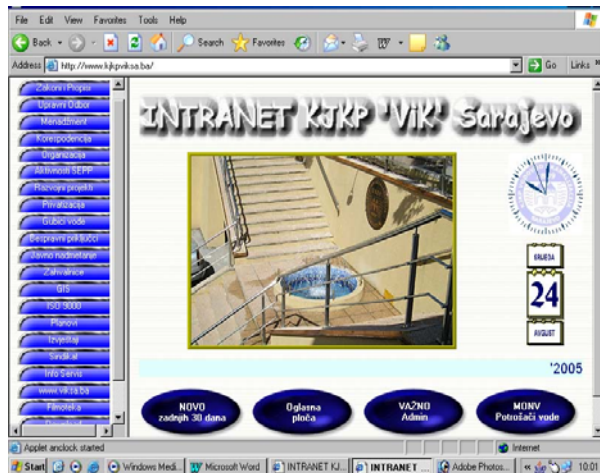 File Edit View Favorites Tools Help
Back Search Favorites
Address http://www.kjkpviksa.ba/ Go Links
Zakoni i Propisi
Upravni Odbor
Menadžment
Korespodencija
Organizacija
Aktivnosti SEPP
Razvojni projekti
Privatizacija
Gubici vode
Bespravni priključci
Javno nadmetanje
Zahvalnice
GIS
ISO 9000
Planovi
Izvještaji
Sindikat
Info Servis
www.viksa.ba
Filmoteka
INTRANET KJKP 'ViK' Sarajevo
SRIJEDA
24
AVGUST
'2005
NOVO
zadnjih 30 dana
Oglasna
ploča
VAŽNO
Admin
MONV
Potrošači vode
Applet anclock started Internet
Start Windows Medi... Microsoft Word INTRANET KJ... INTRANET ... Adobe Photos... 10:01